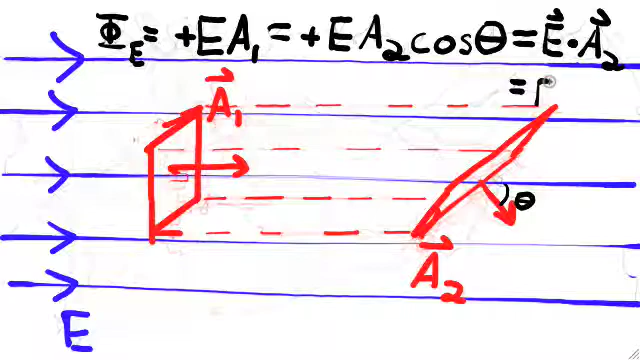 Φ_E = +EA₁ = +EA₂cosθ = E⃗·A⃗₂
=
A⃗₁
θ
A⃗₂
E